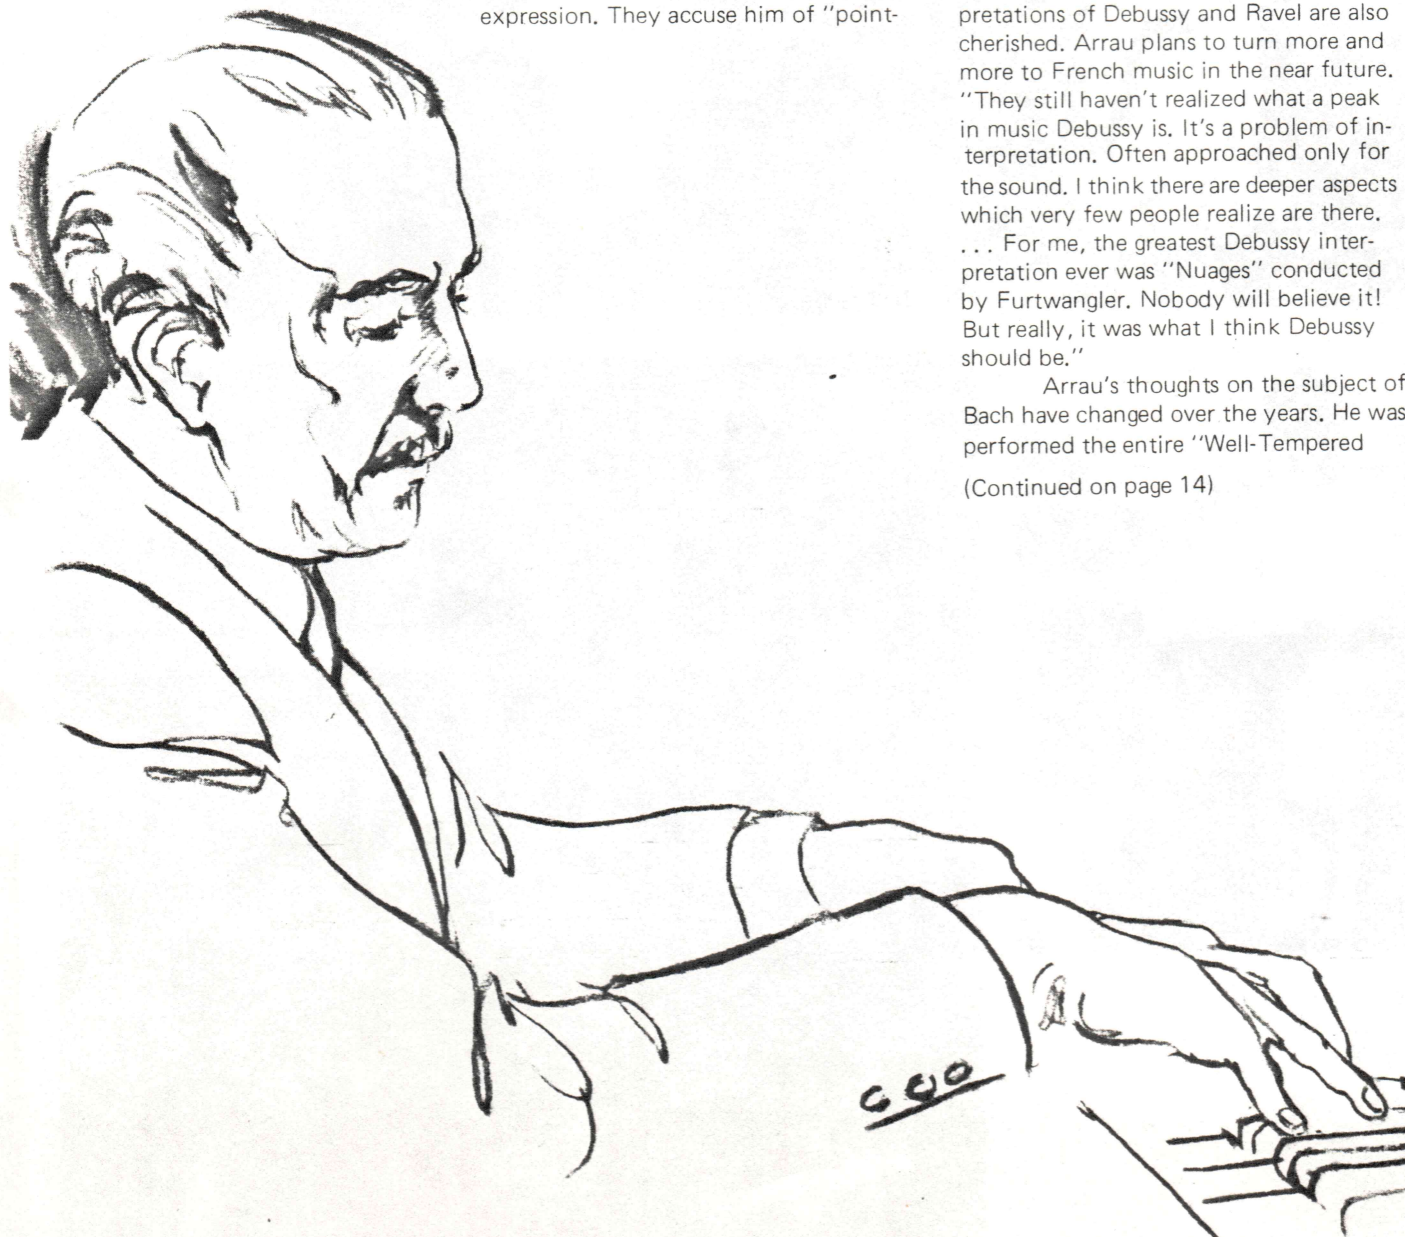 expression. They accuse him of "point-
pretations of Debussy and Ravel are also
cherished. Arrau plans to turn more and
more to French music in the near future.
"They still haven't realized what a peak
in music Debussy is. It's a problem of in-
terpretation. Often approached only for
the sound. I think there are deeper aspects
which very few people realize are there.
... For me, the greatest Debussy inter-
pretation ever was "Nuages" conducted
by Furtwangler. Nobody will believe it!
But really, it was what I think Debussy
should be."
Arrau's thoughts on the subject of
Bach have changed over the years. He was
performed the entire "Well-Tempered
(Continued on page 14)